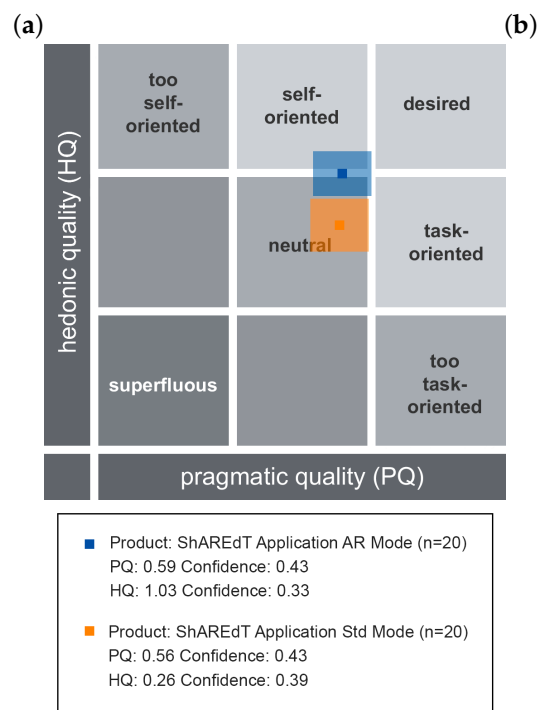 (a)
(b)
too
self-
oriented
self-
oriented
desired
hedonic quality (HQ)
neutral
task-
oriented
superfluous
too
task-
oriented
pragmatic quality (PQ)
Product: ShAREdT Application AR Mode (n=20)
PQ: 0.59 Confidence: 0.43
HQ: 1.03 Confidence: 0.33
Product: ShAREdT Application Std Mode (n=20)
PQ: 0.56 Confidence: 0.43
HQ: 0.26 Confidence: 0.39